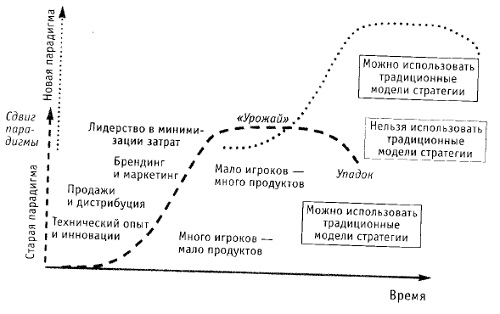 Новая парадигма
Сдвиг
пара-
дигмы
Старая парадигма
Можно использовать
традиционные
модели стратегии
«Урожай»
Лидерство в миними-
зации затрат
Нельзя использовать
традиционные
модели стратегии
Брендинг
и маркетинг
Мало игроков —
много продуктов
Упадок
Продажи
и дистрибуция
Технический опыт
и инновации
Можно использовать
традиционные
модели стратегии
Много игроков —
мало продуктов
Время